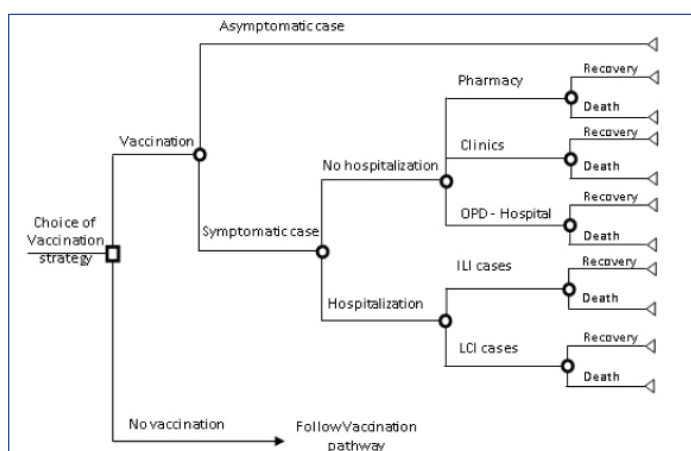 Asymptomatic case
Recovery
Pharmacy
Death
Vaccination
Recovery
Clinics
No hospitalization
Death
Recovery
OPD - Hospital
Choice of
Vaccination
strategy
Symptomatic case
Death
ILI cases
Recovery
Hospitalization
Death
Recovery
LCI cases
Death
No vaccination
Follow Vaccination
pathway